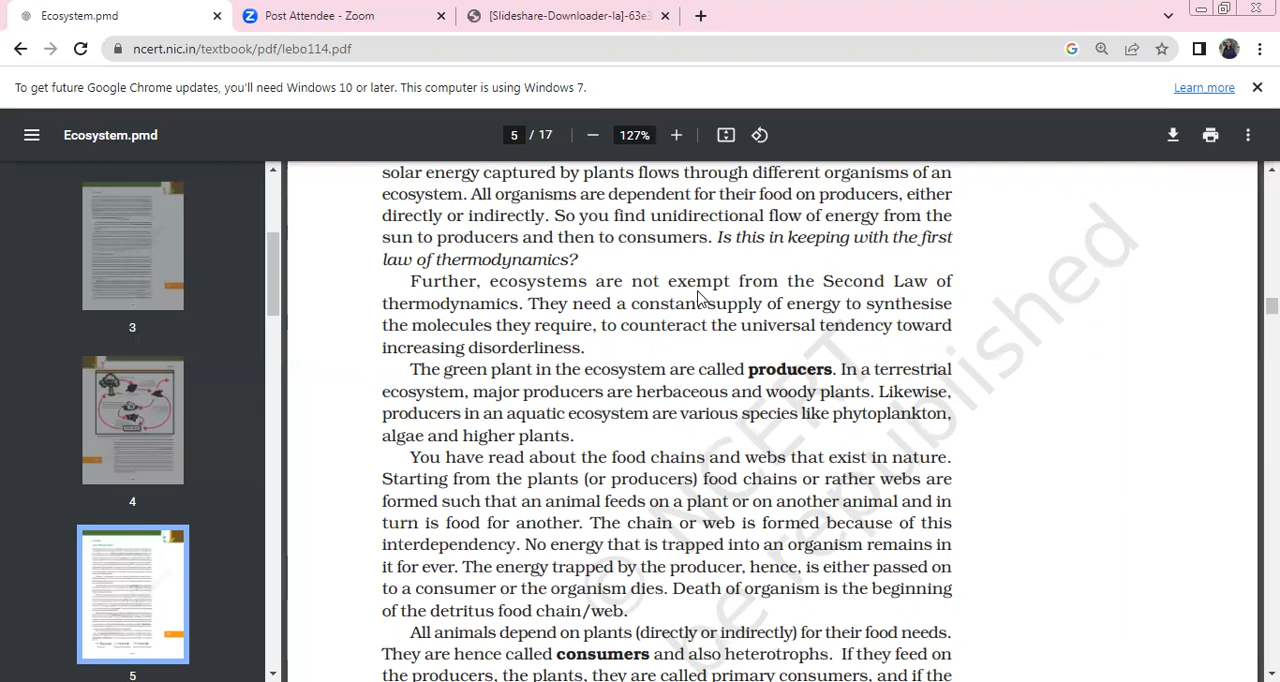 Ecosystem.pmd
Post Attendee - Zoom
[Slideshare-Downloader-la]-63e3
ncert.nic.in/textbook/pdf/lebo114.pdf
To get future Google Chrome updates, you'll need Windows 10 or later. This computer is using Windows 7.
Learn more
Ecosystem.pmd
5 / 17
127%
3
4
5
solar energy captured by plants flows through different organisms of an
ecosystem. All organisms are dependent for their food on producers, either
directly or indirectly. So you find unidirectional flow of energy from the
sun to producers and then to consumers. Is this in keeping with the first
law of thermodynamics?
Further, ecosystems are not exempt from the Second Law of
thermodynamics. They need a constant supply of energy to synthesise
the molecules they require, to counteract the universal tendency toward
increasing disorderliness.
The green plant in the ecosystem are called producers. In a terrestrial
ecosystem, major producers are herbaceous and woody plants. Likewise,
producers in an aquatic ecosystem are various species like phytoplankton,
algae and higher plants.
You have read about the food chains and webs that exist in nature.
Starting from the plants (or producers) food chains or rather webs are
formed such that an animal feeds on a plant or on another animal and in
turn is food for another. The chain or web is formed because of this
interdependency. No energy that is trapped into an organism remains in
it for ever. The energy trapped by the producer, hence, is either passed on
to a consumer or the organism dies. Death of organism is the beginning
of the detritus food chain/web.
All animals depend on plants (directly or indirectly) for their food needs.
They are hence called consumers and also heterotrophs. If they feed on
the producers, the plants, they are called primary consumers, and if the
© NCERT
be republished